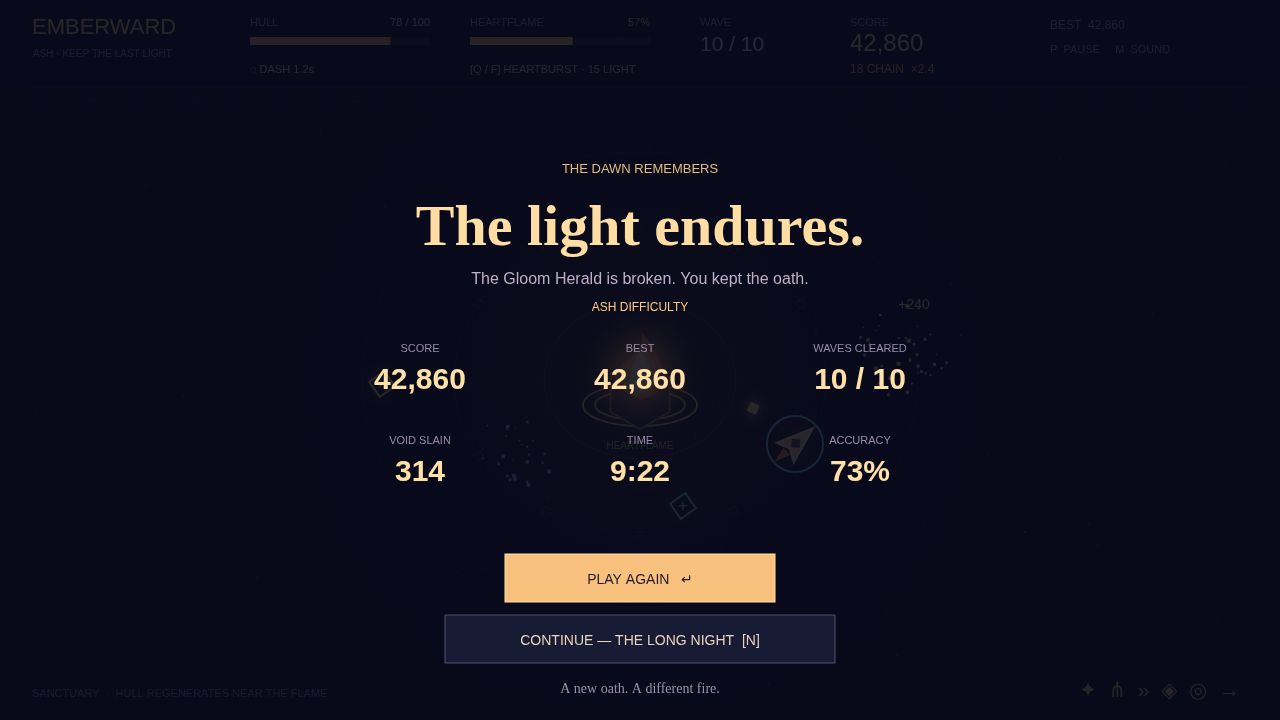 EMBERWARD
ASH · KEEP THE LAST LIGHT
HULL 78 / 100
○ DASH 1.2s
HEARTFLAME 57%
[Q / F] HEARTBURST · 15 LIGHT
WAVE
10 / 10
SCORE
42,860
18 CHAIN ×2.4
BEST 42,860
P PAUSE M SOUND
THE DAWN REMEMBERS
The light endures.
The Gloom Herald is broken. You kept the oath.
ASH DIFFICULTY
+240
SCORE BEST WAVES CLEARED
42,860 42,860 10 / 10
HEARTFLAME
VOID SLAIN TIME ACCURACY
314 9:22 73%
PLAY AGAIN ↵
CONTINUE — THE LONG NIGHT [N]
A new oath. A different fire.
SANCTUARY · HULL REGENERATES NEAR THE FLAME